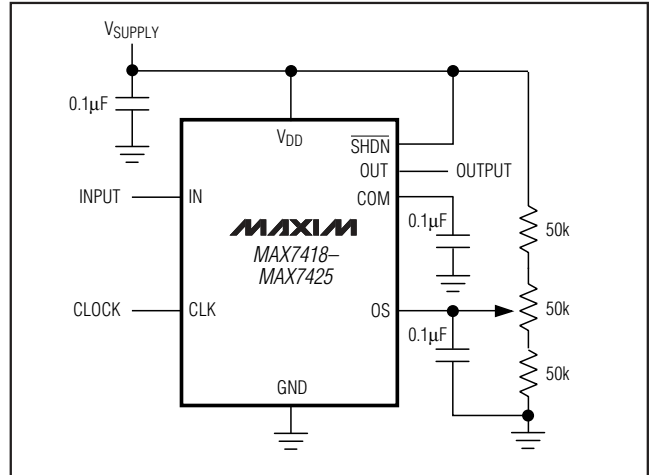 VSUPPLY
0.1µF
VDD
SHDN
OUT
OUTPUT
INPUT
IN
COM
MAXIM
MAX7418–
MAX7425
0.1µF
50k
CLOCK
CLK
OS
50k
0.1µF
50k
GND